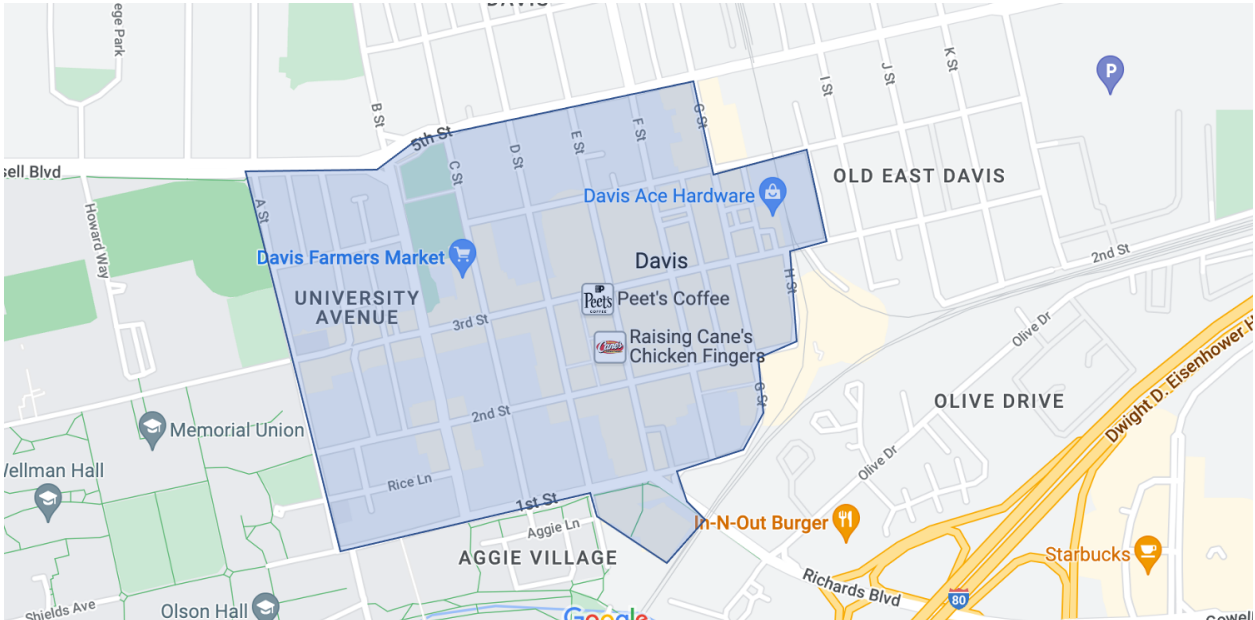 DAVIS
ege Park
K St
J St
I St
P
B St
G St
F St
E St
D St
5th St
C St
sell Blvd
OLD EAST DAVIS
Davis Ace Hardware
A St
Howard Way
Davis Farmers Market
Davis
2nd St
H St
UNIVERSITY
AVENUE
Peet's
COFFEE
Peet's Coffee
3rd St
Olive Dr
Canes
Raising Cane's
Chicken Fingers
Dwight D. Eisenhower H
G St
OLIVE DRIVE
2nd St
Memorial Union
Olive Dr
Wellman Hall
Rice Ln
1st St
Aggie Ln
In-N-Out Burger
AGGIE VILLAGE
Starbucks
Richards Blvd
80
Shields Ave
Olson Hall
Google
Cowell